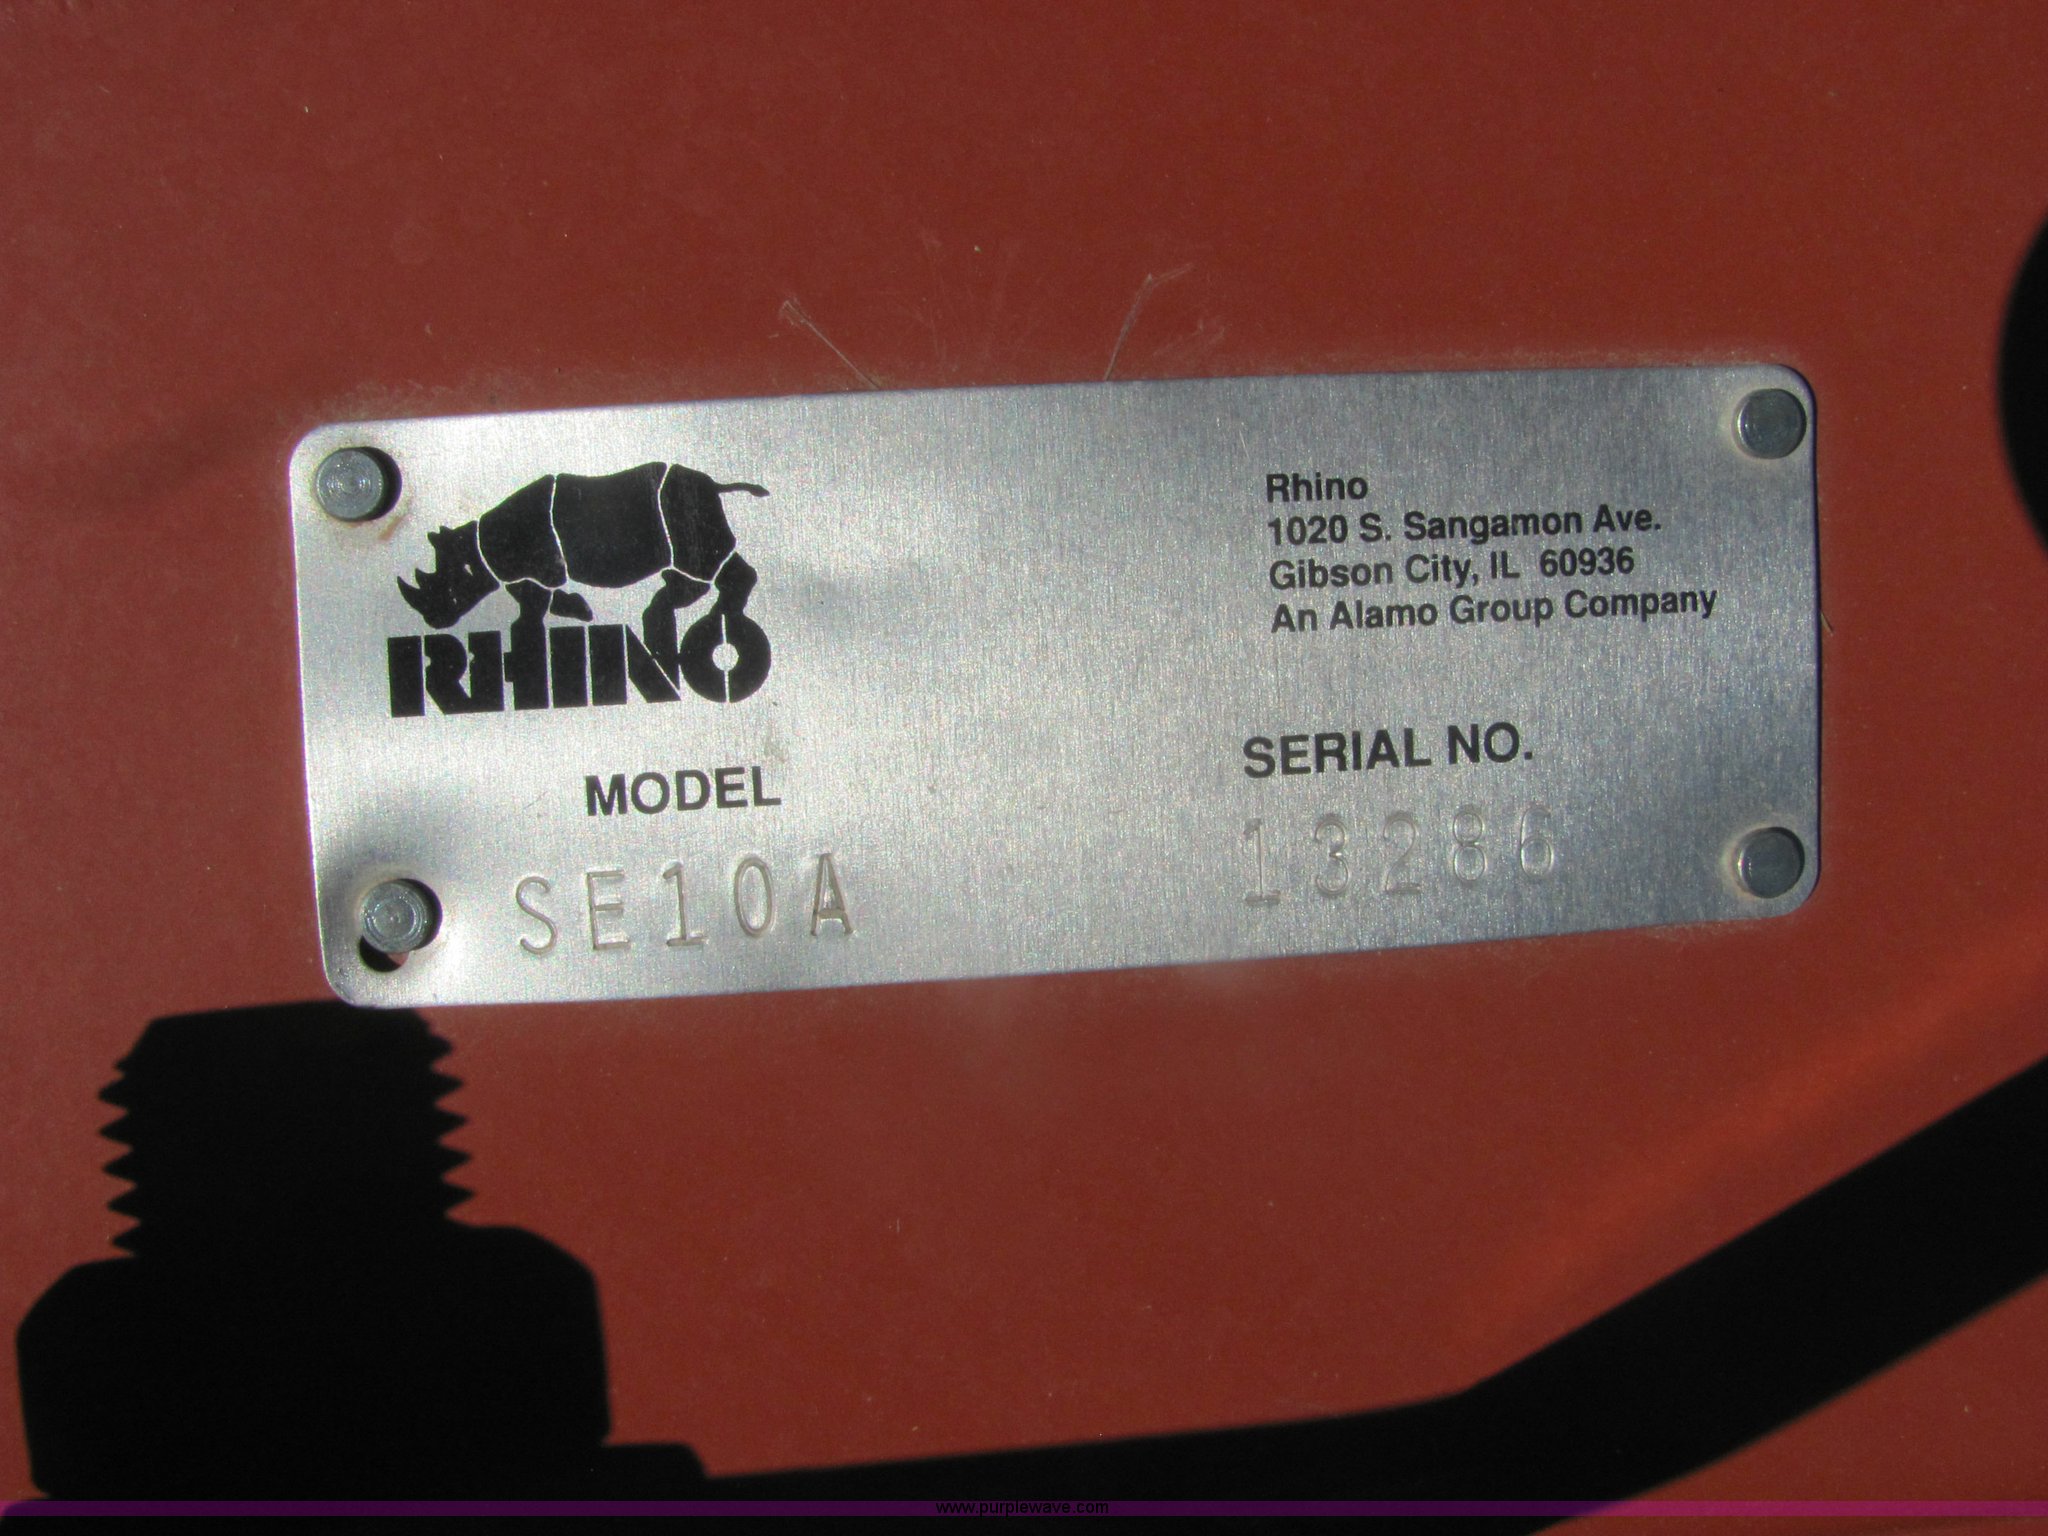 RHINO
Rhino
1020 S. Sangamon Ave.
Gibson City, IL 60936
An Alamo Group Company
MODEL
SERIAL NO.
SE10A
13286
www.purplewave.com